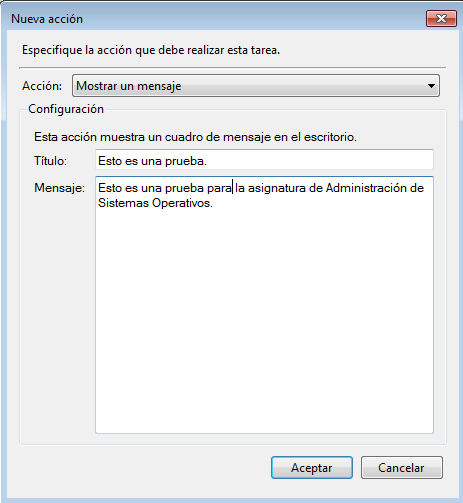 Nueva acción
Especifique la acción que debe realizar esta tarea.
Acción: Mostrar un mensaje
Configuración
Esta acción muestra un cuadro de mensaje en el escritorio.
Título: Esto es una prueba.
Mensaje: Esto es una prueba para la asignatura de Administración de
Sistemas Operativos.
Aceptar Cancelar